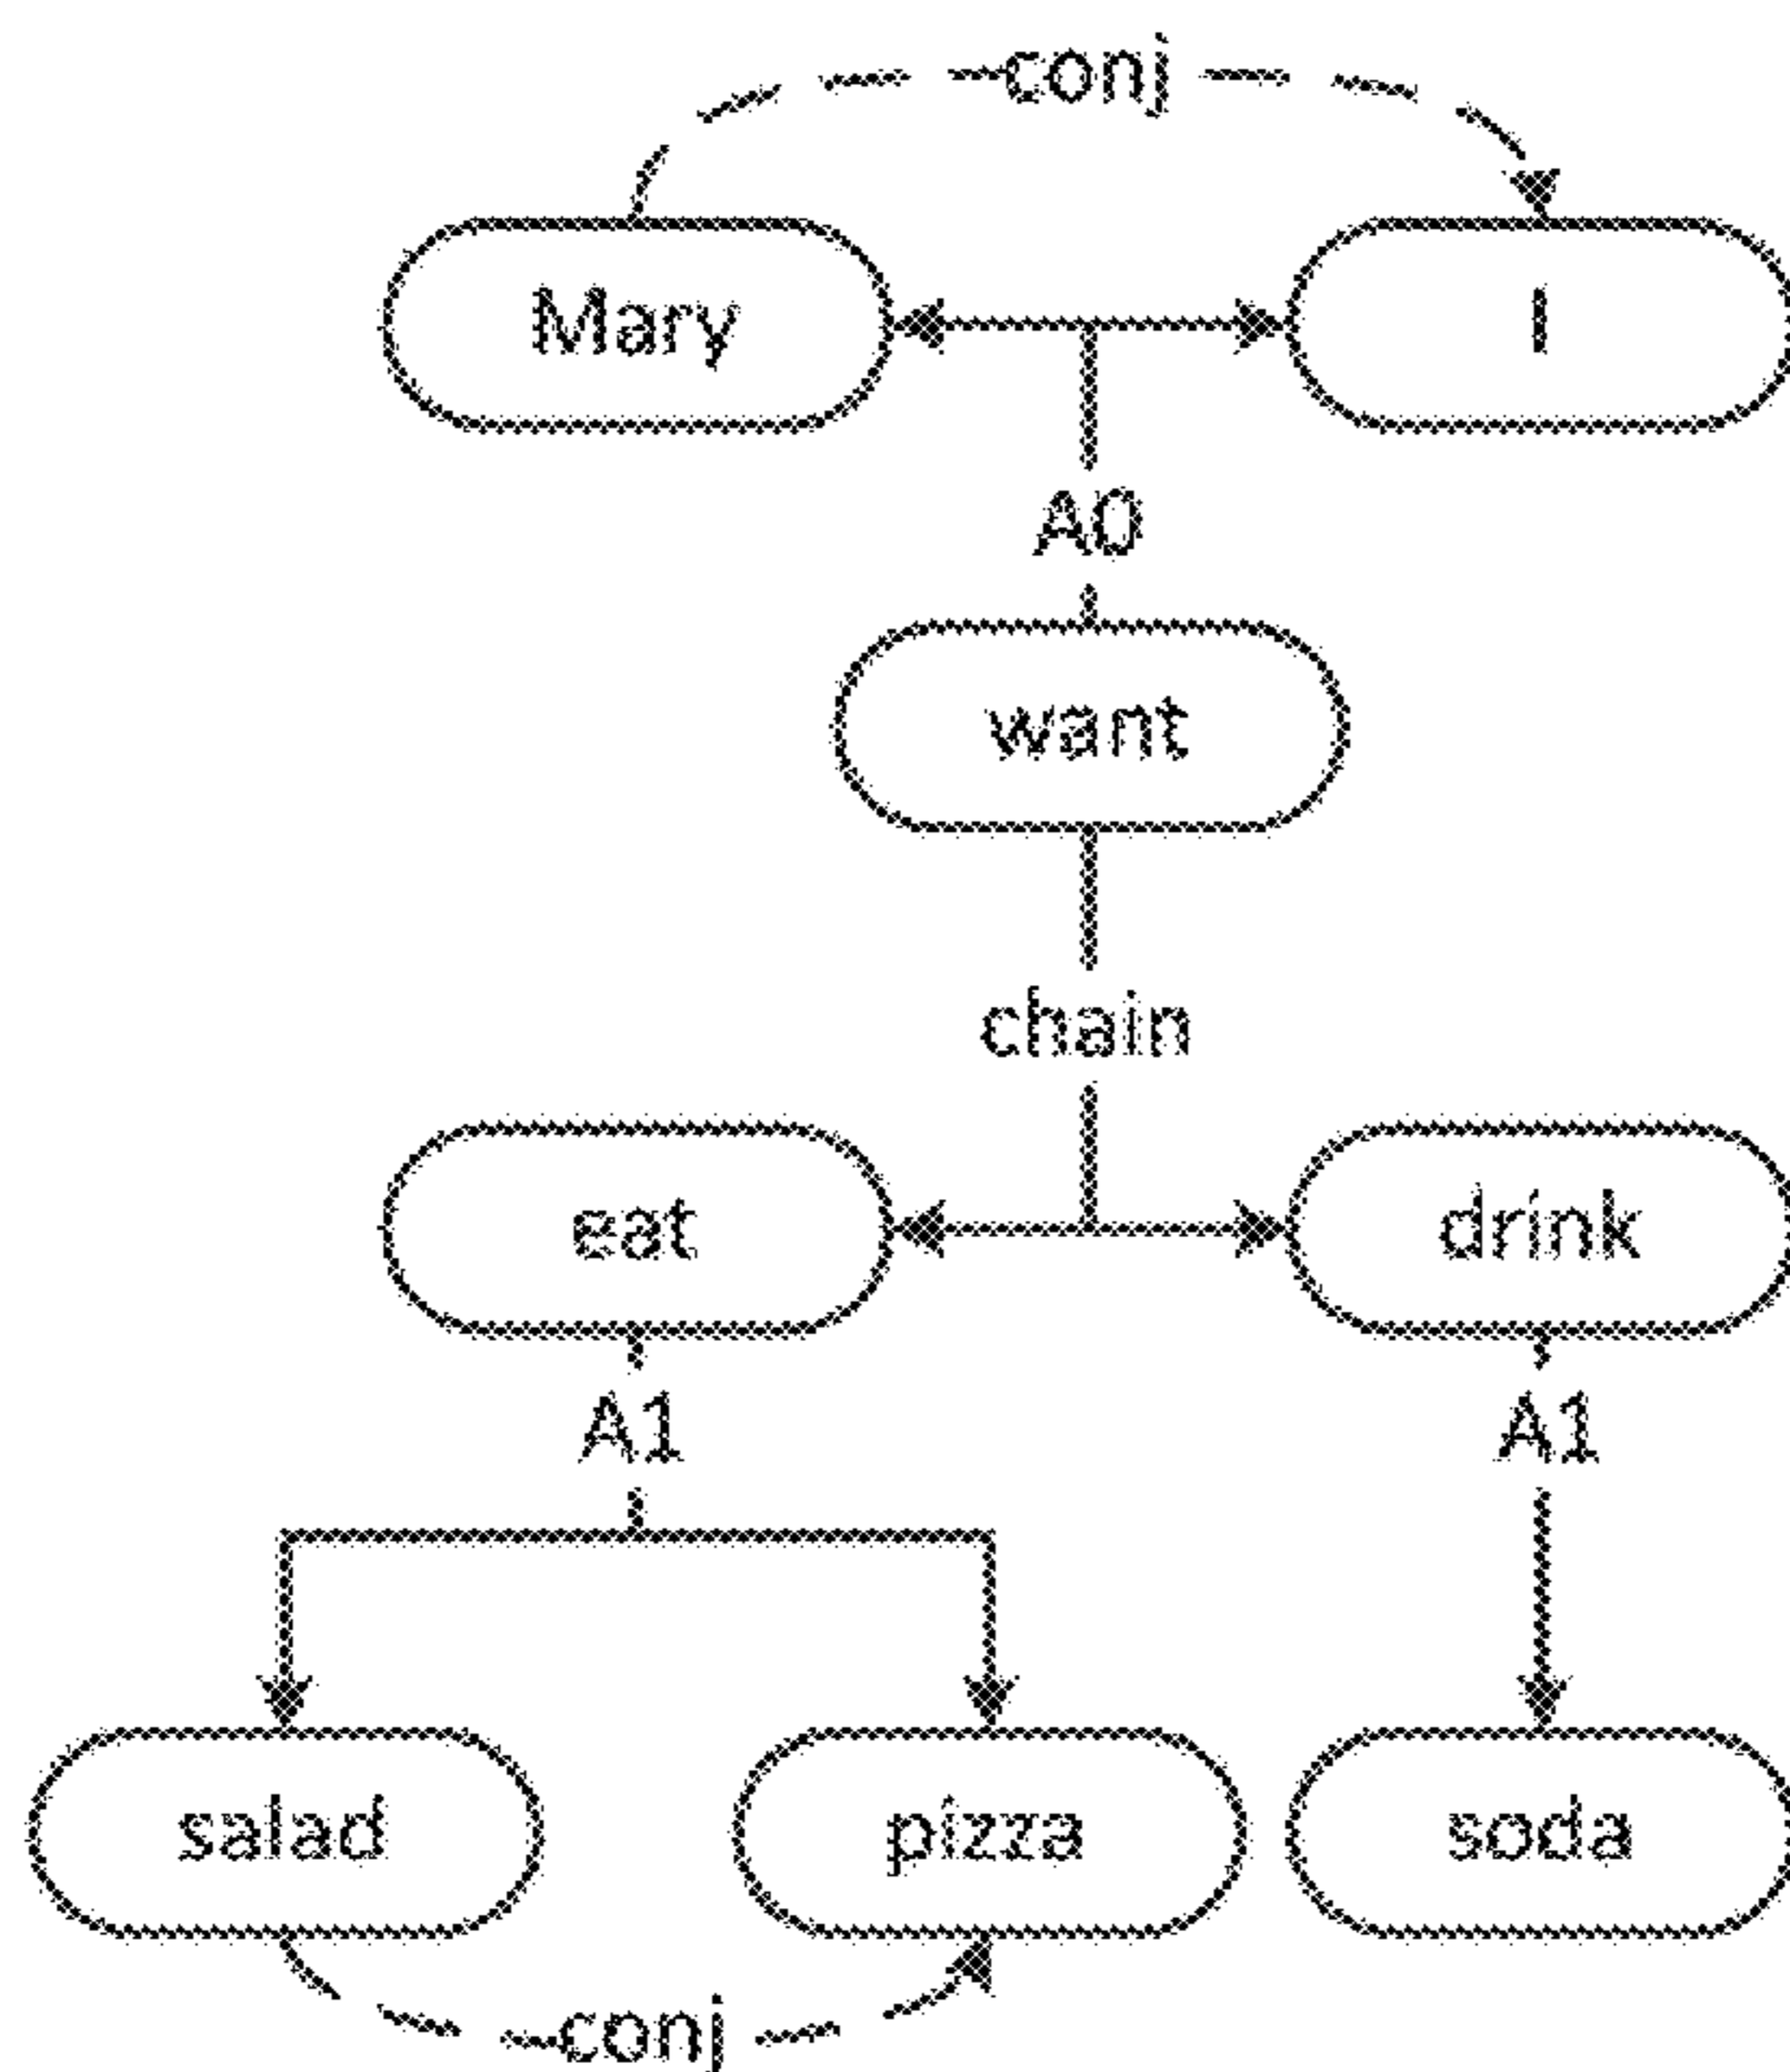 conj
Mary I
A0
want
chain
eat drink
A1 A1
salad pizza soda
conj